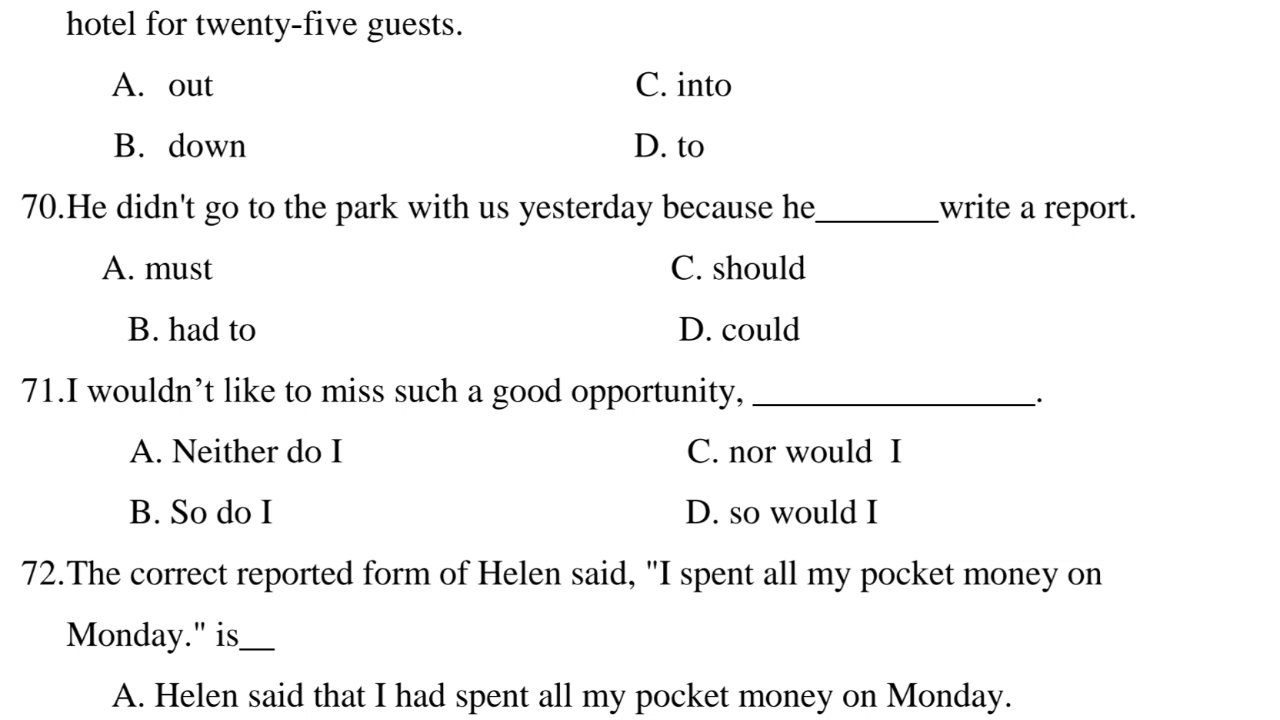 hotel for twenty-five guests.
A. out C. into
B. down D. to
70.He didn't go to the park with us yesterday because he_______write a report.
A. must C. should
B. had to D. could
71.I wouldn’t like to miss such a good opportunity, ________________.
A. Neither do I C. nor would I
B. So do I D. so would I
72.The correct reported form of Helen said, "I spent all my pocket money on
Monday." is__
A. Helen said that I had spent all my pocket money on Monday.